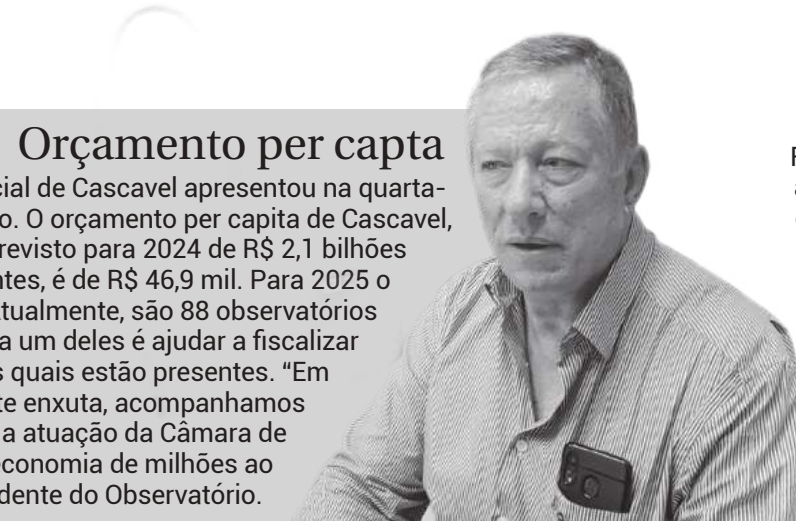 Orçamento per capta
cial de Cascavel apresentou na quarta-
o. O orçamento per capita de Cascavel,
revisto para 2024 de R$ 2,1 bilhões
ntes, é de R$ 46,9 mil. Para 2025 o
tualmente, são 88 observatórios
a um deles é ajudar a fiscalizar
s quais estão presentes. “Em
te enxuta, acompanhamos
a atuação da Câmara de
economia de milhões ao
dente do Observatório.